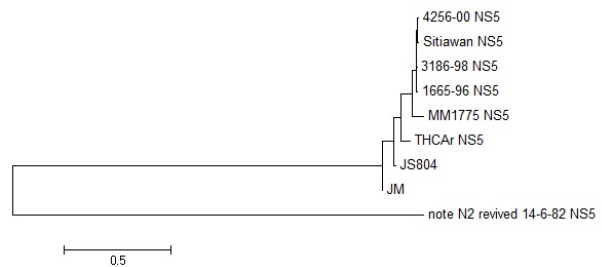 4256-00 NS5
Sitiawan NS5
3186-98 NS5
1665-96 NS5
MM1775 NS5
THCAr NS5
JS804
JM
note N2 revived 14-6-82 NS5
0.5